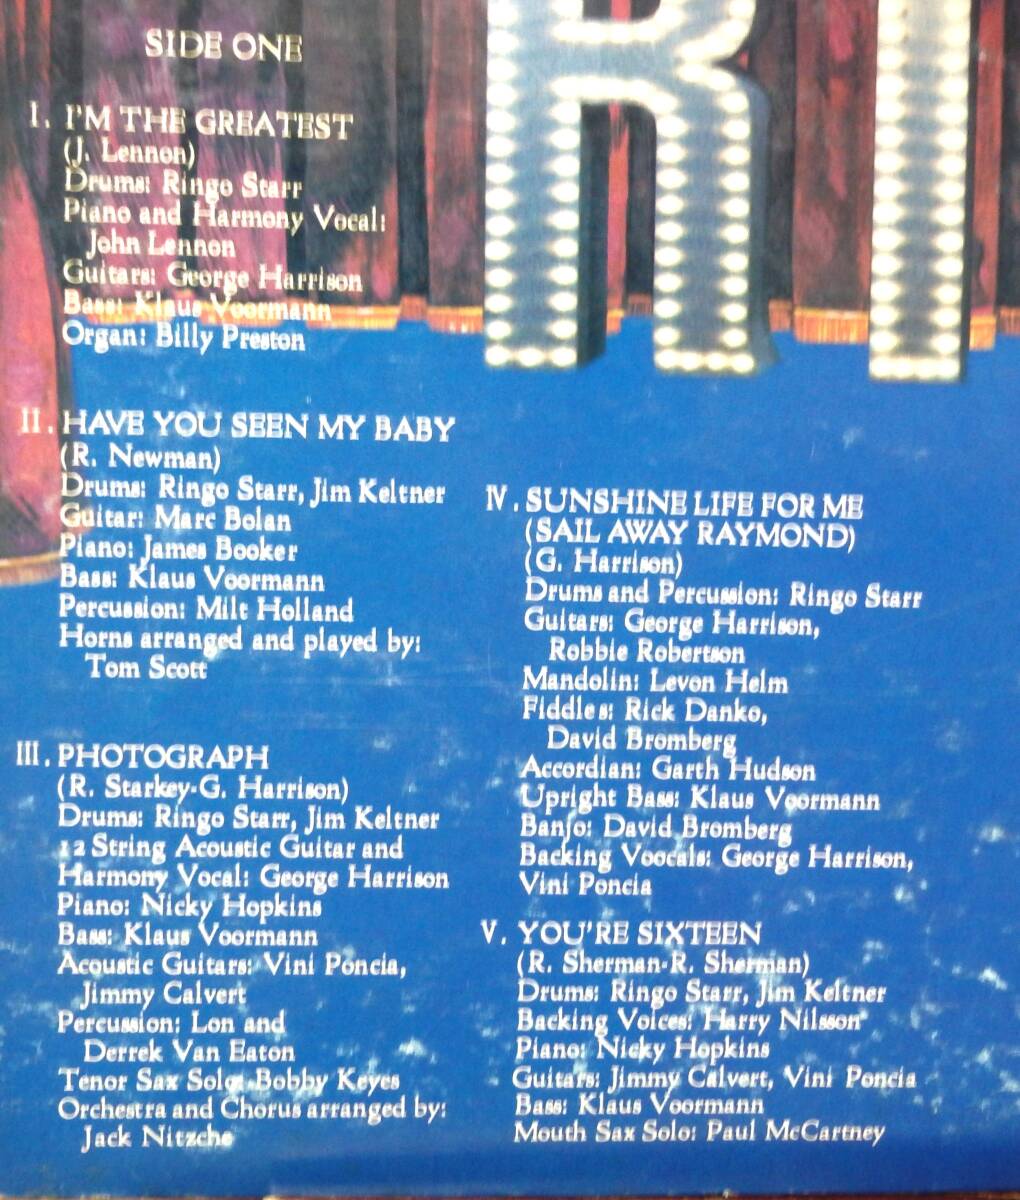 SIDE ONE
I. I'M THE GREATEST
(J. Lennon)
Drums: Ringo Starr
Piano and Harmony Vocal:
John Lennon
Guitars: George Harrison
Bass: Klaus Voormann
Organ: Billy Preston
II. HAVE YOU SEEN MY BABY
(R. Newman)
Drums: Ringo Starr, Jim Keltner
Guitar: Marc Bolan
Piano: James Booker
Bass: Klaus Voormann
Percussion: Milt Holland
Horns arranged and played by:
Tom Scott
III. PHOTOGRAPH
(R. Starkey-G. Harrison)
Drums: Ringo Starr, Jim Keltner
12 String Acoustic Guitar and
Harmony Vocal: George Harrison
Piano: Nicky Hopkins
Bass: Klaus Voormann
Acoustic Guitars: Vini Poncia,
Jimmy Calvert
Percussion: Lon and
Derrek Van Eaton
Tenor Sax Solo: Bobby Keyes
Orchestra and Chorus arranged by:
Jack Nitzche
IV. SUNSHINE LIFE FOR ME
(SAIL AWAY RAYMOND)
(G. Harrison)
Drums and Percussion: Ringo Starr
Guitars: George Harrison,
Robbie Robertson
Mandolin: Levon Helm
Fiddles: Rick Danko,
David Bromberg
Accordian: Garth Hudson
Upright Bass: Klaus Voormann
Banjo: David Bromberg
Backing Voocals: George Harrison,
Vini Poncia
V. YOU'RE SIXTEEN
(R. Sherman-R. Sherman)
Drums: Ringo Starr, Jim Keltner
Backing Voices: Harry Nilsson
Piano: Nicky Hopkins
Guitars: Jimmy Calvert, Vini Poncia
Bass: Klaus Voormann
Mouth Sax Solo: Paul McCartney